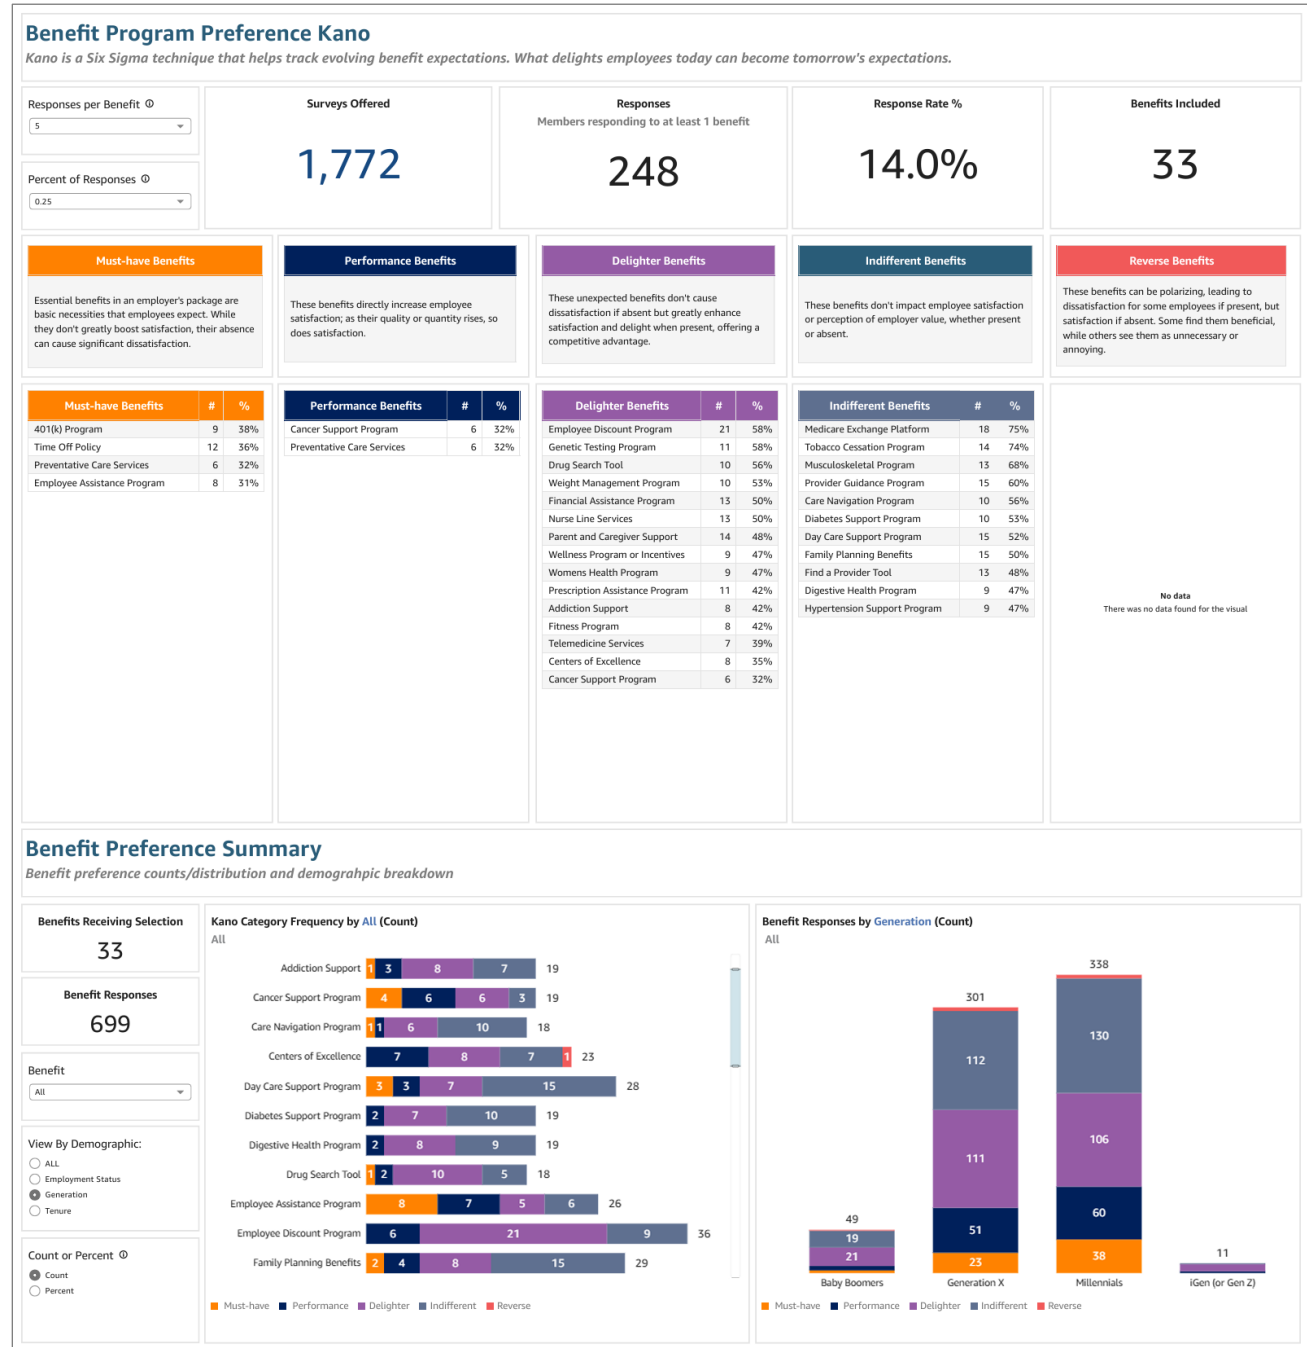 Benefit Program Preference Kano
Kano is a Six Sigma technique that helps track evolving benefit expectations. What delights employees today can become tomorrow's expectations.
Responses per Benefit
5
Percent of Responses
0.25
Surveys Offered
1,772
Responses
Members responding to at least 1 benefit
248
Response Rate %
14.0%
Benefits Included
33
Must-have Benefits
Essential benefits in an employer's package are
basic necessities that employees expect. While
they don't greatly boost satisfaction, their absence
can cause significant dissatisfaction.
Performance Benefits
These benefits directly increase employee
satisfaction; as their quality or quantity rises, so
does satisfaction.
Delighter Benefits
These unexpected benefits don't cause
dissatisfaction if absent but greatly enhance
satisfaction and delight when present, offering a
competitive advantage.
Indifferent Benefits
These benefits don't impact employee satisfaction
or perception of employer value, whether present
or absent.
Reverse Benefits
These benefits can be polarizing, leading to
dissatisfaction for some employees if present, but
satisfaction if absent. Some find them beneficial,
while others see them as unnecessary or
annoying.
Must-have Benefits # %
401(k) Program 9 38%
Time Off Policy 12 36%
Preventative Care Services 6 32%
Employee Assistance Program 8 31%
Performance Benefits # %
Cancer Support Program 6 32%
Preventative Care Services 6 32%
Delighter Benefits # %
Employee Discount Program 21 58%
Genetic Testing Program 11 58%
Drug Search Tool 10 56%
Weight Management Program 10 53%
Financial Assistance Program 13 50%
Nurse Line Services 13 50%
Parent and Caregiver Support 14 48%
Wellness Program or Incentives 9 47%
Womens Health Program 9 47%
Prescription Assistance Program 11 42%
Addiction Support 8 42%
Fitness Program 8 42%
Telemedicine Services 7 39%
Centers of Excellence 8 35%
Cancer Support Program 6 32%
Indifferent Benefits # %
Medicare Exchange Platform 18 75%
Tobacco Cessation Program 14 74%
Musculoskeletal Program 13 68%
Provider Guidance Program 15 60%
Care Navigation Program 10 56%
Diabetes Support Program 10 53%
Day Care Support Program 15 52%
Family Planning Benefits 15 50%
Find a Provider Tool 13 48%
Digestive Health Program 9 47%
Hypertension Support Program 9 47%
No data
There was no data found for the visual
Benefit Preference Summary
Benefit preference counts/distribution and demograhpic breakdown
Benefits Receiving Selection
33
Benefit Responses
699
Benefit
All
View By Demographic:
ALL
Employment Status
Generation
Tenure
Count or Percent
Count
Percent
Kano Category Frequency by All (Count)
All
Addiction Support 1 3 8 7 19
Cancer Support Program 4 6 6 3 19
Care Navigation Program 1 1 6 10 18
Centers of Excellence 7 8 7 1 23
Day Care Support Program 3 3 7 15 28
Diabetes Support Program 2 7 10 19
Digestive Health Program 2 8 9 19
Drug Search Tool 1 2 10 5 18
Employee Assistance Program 8 7 5 6 26
Employee Discount Program 6 21 9 36
Family Planning Benefits 2 4 8 15 29
Must-have Performance Delighter Indifferent Reverse
Benefit Responses by Generation (Count)
All
49
19
21
301
112
111
51
23
338
130
106
60
38
11
Baby Boomers Generation X Millennials iGen (or Gen Z)
Must-have Performance Delighter Indifferent Reverse